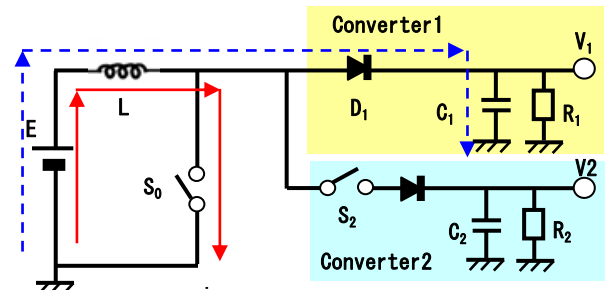 Converter1
V₁
E
L
D₁
C₁
R₁
V2
S₀
S₂
C₂
R₂
Converter2